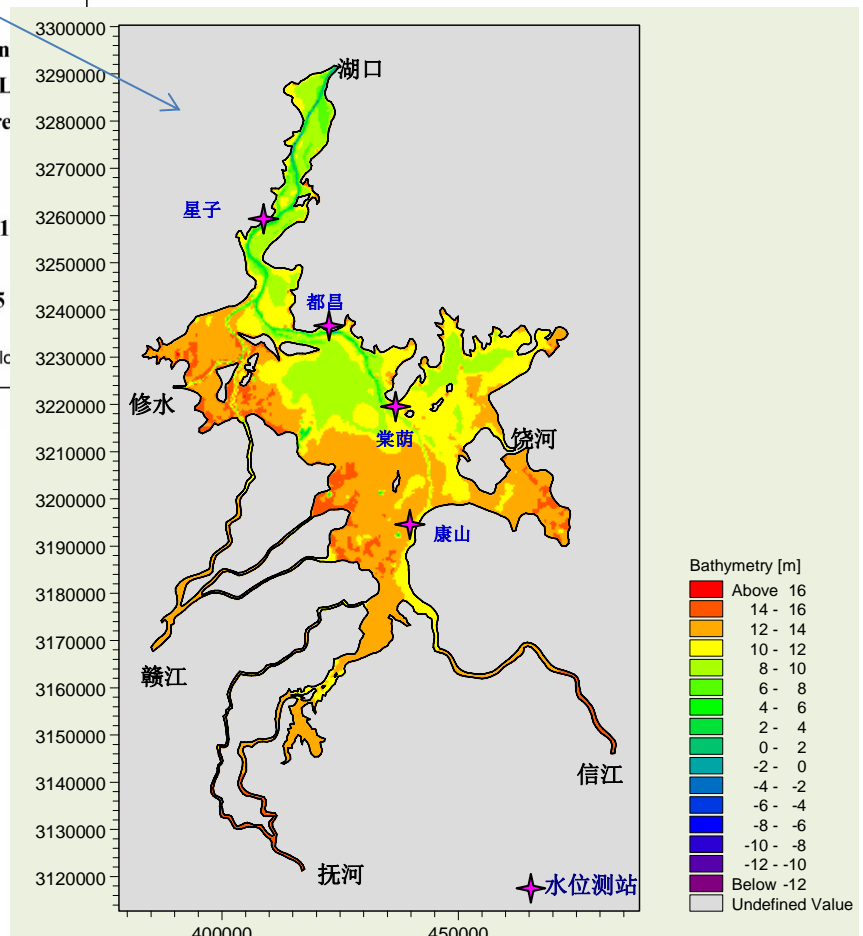 3300000
3290000
3280000
3270000
3260000
3250000
3240000
3230000
3220000
3210000
3200000
3190000
3180000
3170000
3160000
3150000
3140000
3130000
3120000
湖口
星子
都昌
修水
棠荫
饶河
康山
赣江
信江
抚河
水位测站
400000
450000
Bathymetry [m]
Above 16
14 - 16
12 - 14
10 - 12
8 - 10
6 - 8
4 - 6
2 - 4
0 - 2
-2 - 0
-4 - -2
-6 - -4
-8 - -6
-10 - -8
-12 - -10
Below -12
Undefined Value